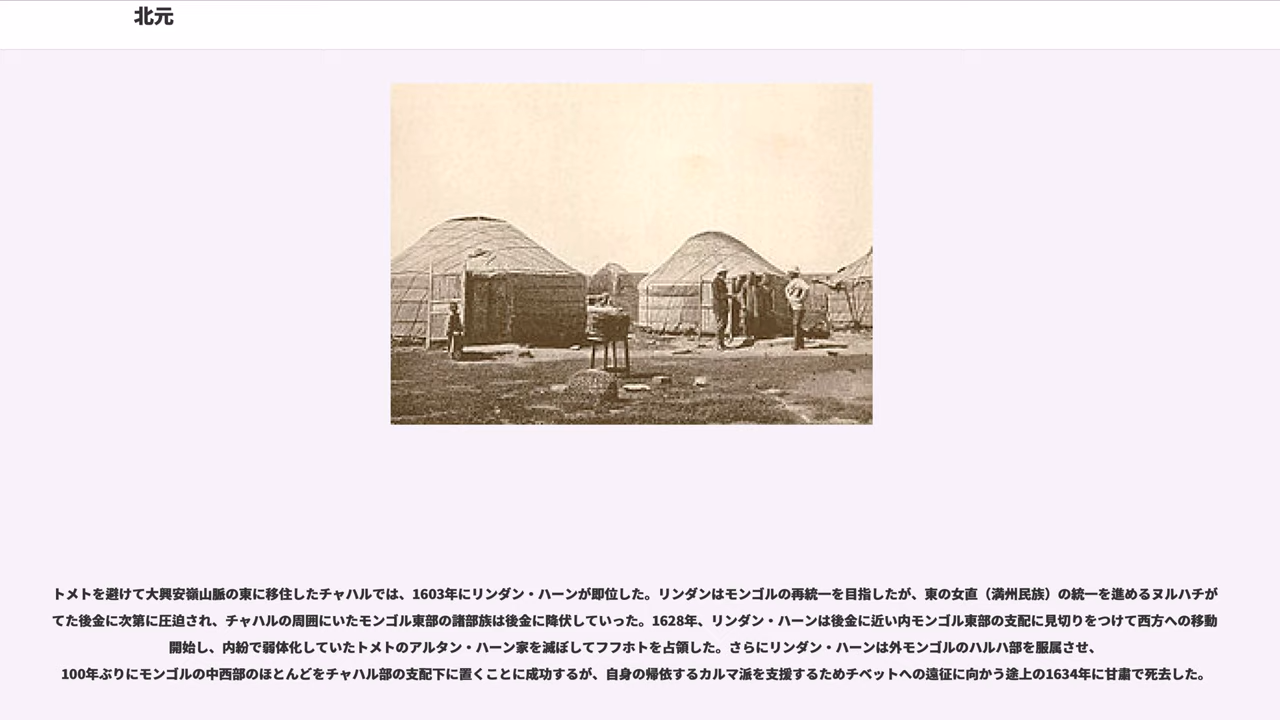 北元
トメトを避けて大興安嶺山脈の東に移住したチャハルでは、1603年にリンダン・ハーンが即位した。リンダンはモンゴルの再統一を目指したが、東の女直（満州民族）の統一を進めるヌルハチが
てた後金に次第に圧迫され、チャハルの周囲にいたモンゴル東部の諸部族は後金に降伏していった。1628年、リンダン・ハーンは後金に近い内モンゴル東部の支配に見切りをつけて西方への移動
開始し、内紛で弱体化していたトメトのアルタン・ハーン家を滅ぼしてフフホトを占領した。さらにリンダン・ハーンは外モンゴルのハルハ部を服属させ、
100年ぶりにモンゴルの中西部のほとんどをチャハル部の支配下に置くことに成功するが、自身の帰依するカルマ派を支援するためチベットへの遠征に向かう途上の1634年に甘粛で死去した。